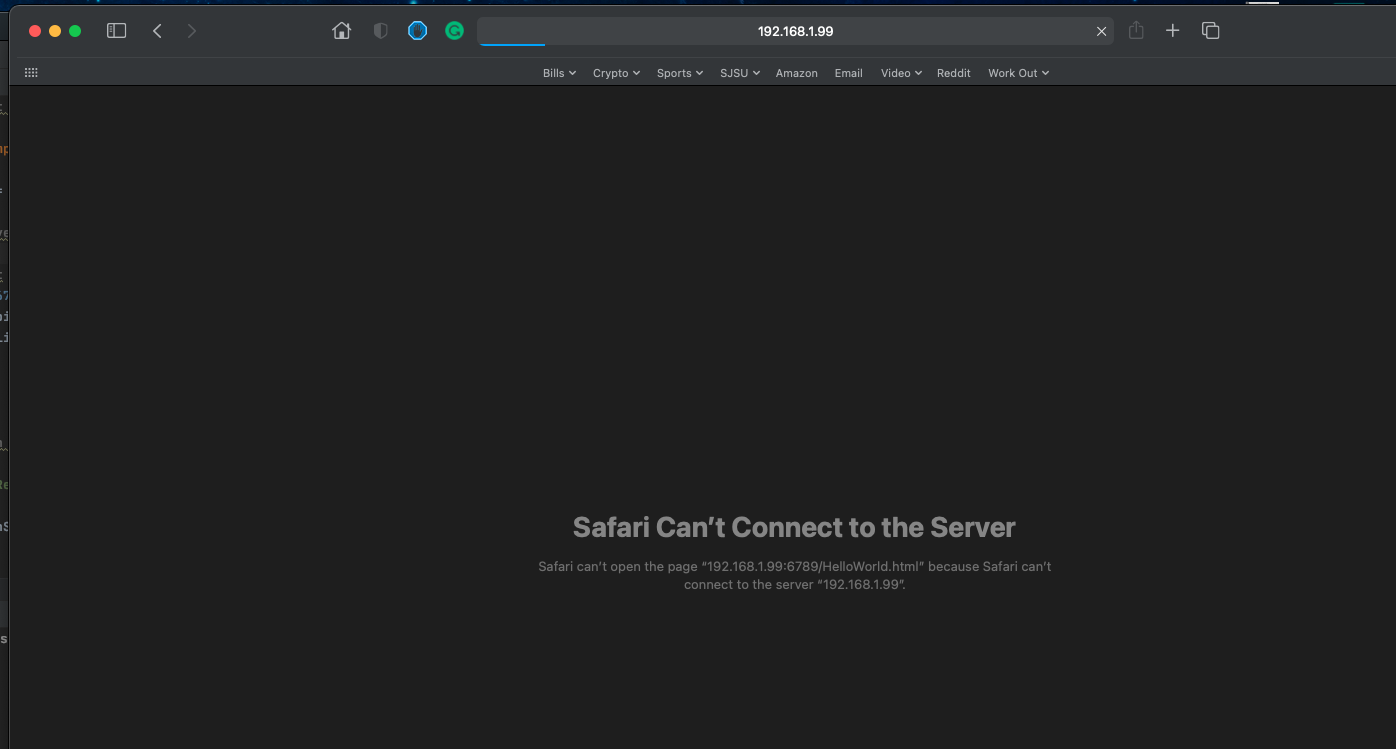 192.168.1.99
Bills Crypto Sports SJSU Amazon Email Video Reddit Work Out
Safari Can’t Connect to the Server
Safari can’t open the page “192.168.1.99:6789/HelloWorld.html” because Safari can’t
connect to the server “192.168.1.99”.